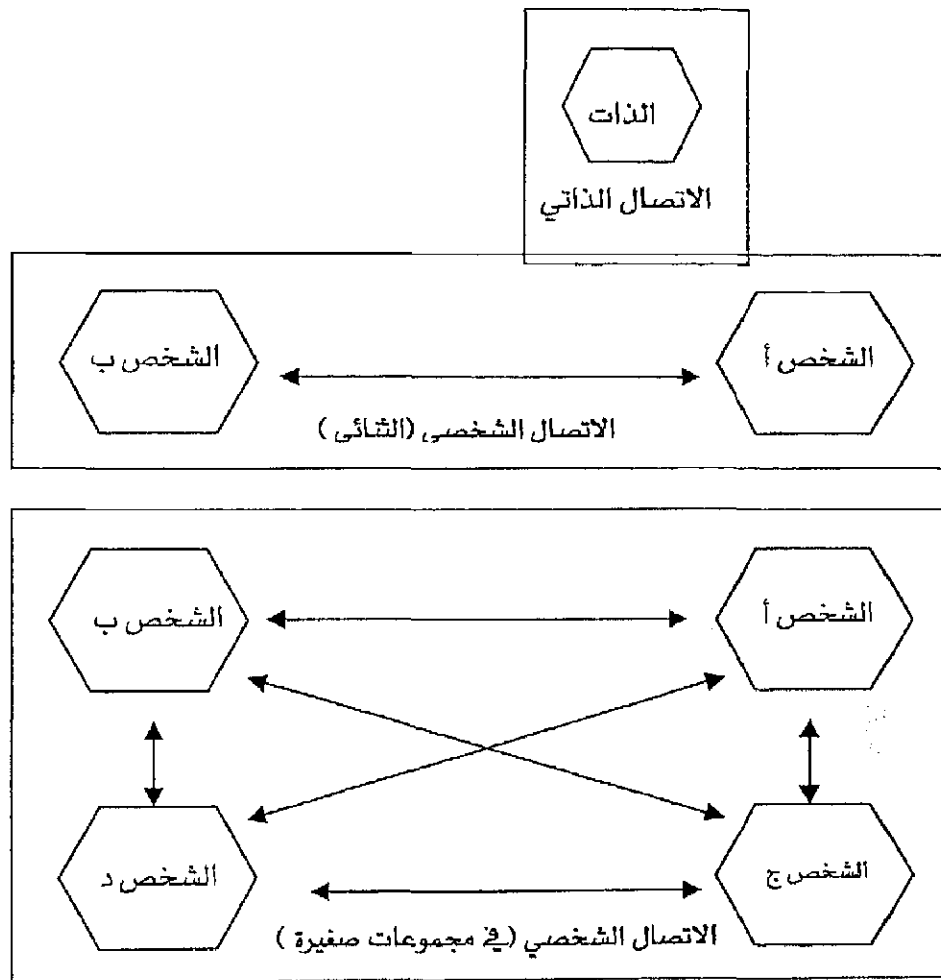 الذات
الاتصال الذاتي
الشخص أ
الشخص ب
الاتصال الشخصي (الثنائي )
الشخص أ
الشخص ب
الشخص ج
الشخص د
الاتصال الشخصي (في مجموعات صغيرة )